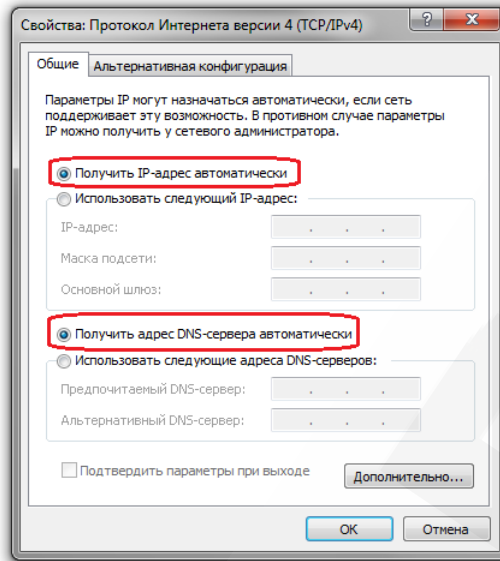 Свойства: Протокол Интернета версии 4 (TCP/IPv4)
Общие
Альтернативная конфигурация
Параметры IP могут назначаться автоматически, если сеть
поддерживает эту возможность. В противном случае параметры
IP можно получить у сетевого администратора.
Получить IP-адрес автоматически
Использовать следующий IP-адрес:
IP-адрес:
Маска подсети:
Основной шлюз:
Получить адрес DNS-сервера автоматически
Использовать следующие адреса DNS-серверов:
Предпочитаемый DNS-сервер:
Альтернативный DNS-сервер:
Подтвердить параметры при выходе
Дополнительно...
ОК
Отмена